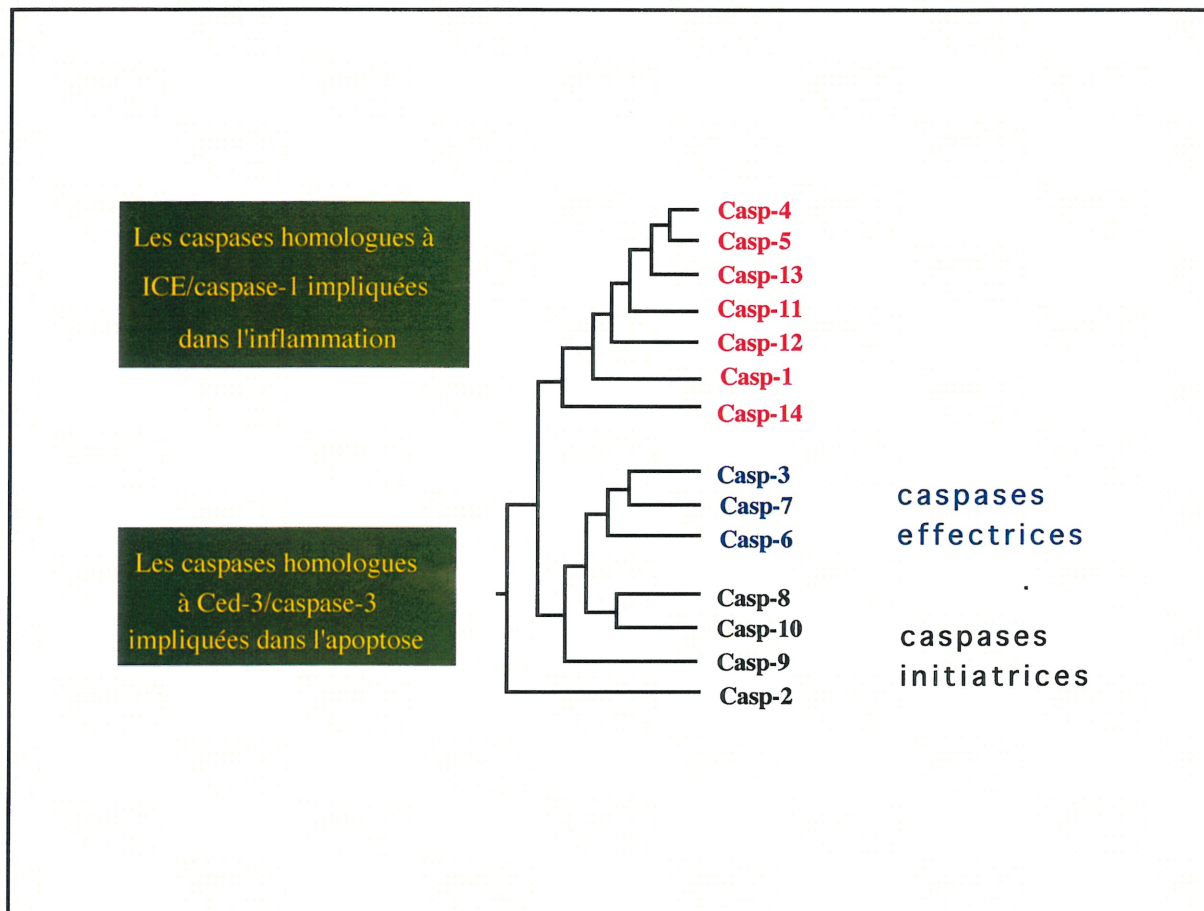 Les caspases homologues à
ICE/caspase-1 impliquées
dans l'inflammation
Casp-4
Casp-5
Casp-13
Casp-11
Casp-12
Casp-1
Casp-14
Les caspases homologues
à Ced-3/caspase-3
impliquées dans l'apoptose
Casp-3
Casp-7
Casp-6
caspases
effectrices
Casp-8
Casp-10
Casp-9
Casp-2
caspases
initiatrices